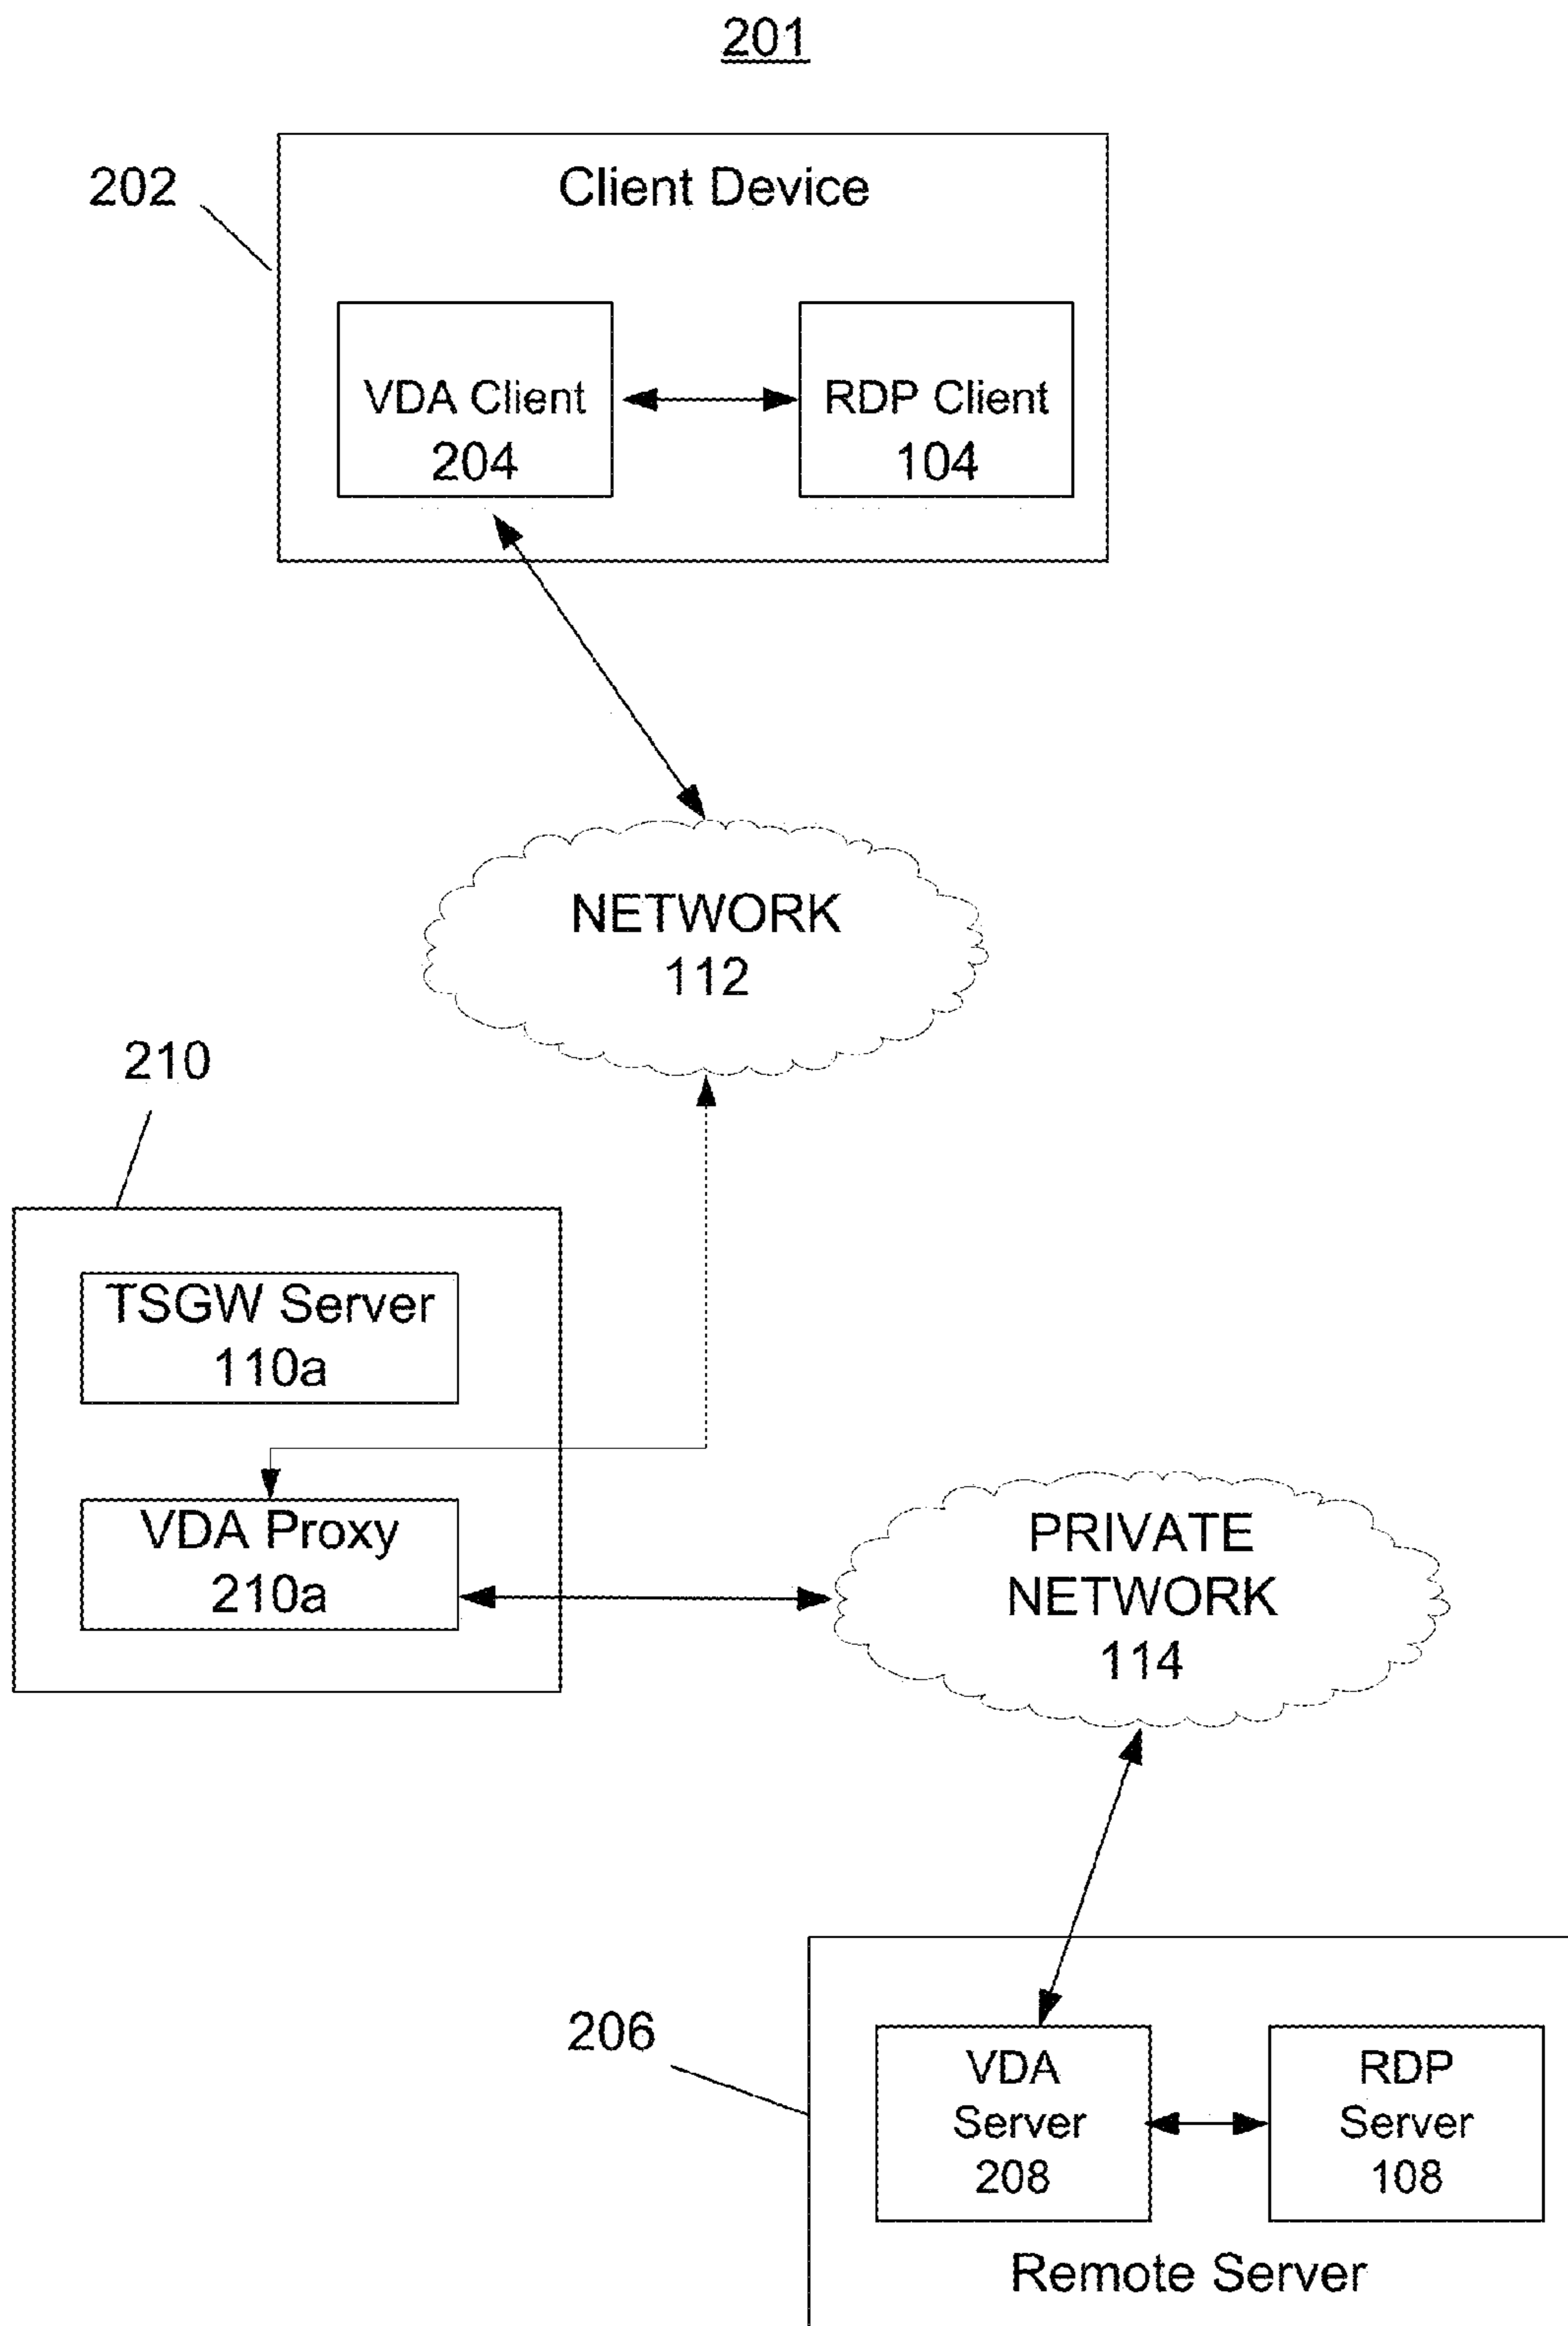 201
202
Client Device
VDA Client
204
RDP Client
104
NETWORK
112
210
TSGW Server
110a
VDA Proxy
210a
PRIVATE
NETWORK
114
206
VDA
Server
208
RDP
Server
108
Remote Server